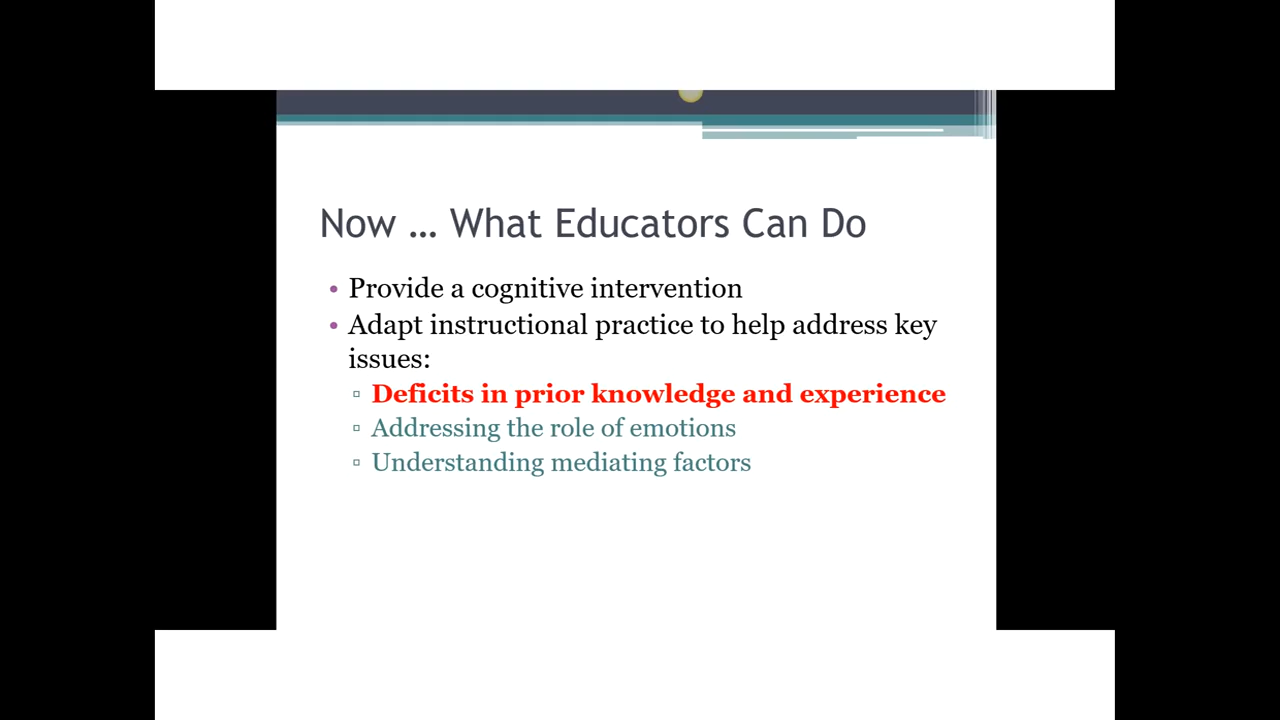 Now ... What Educators Can Do
• Provide a cognitive intervention
• Adapt instructional practice to help address key
issues:
▫ Deficits in prior knowledge and experience
▫ Addressing the role of emotions
▫ Understanding mediating factors